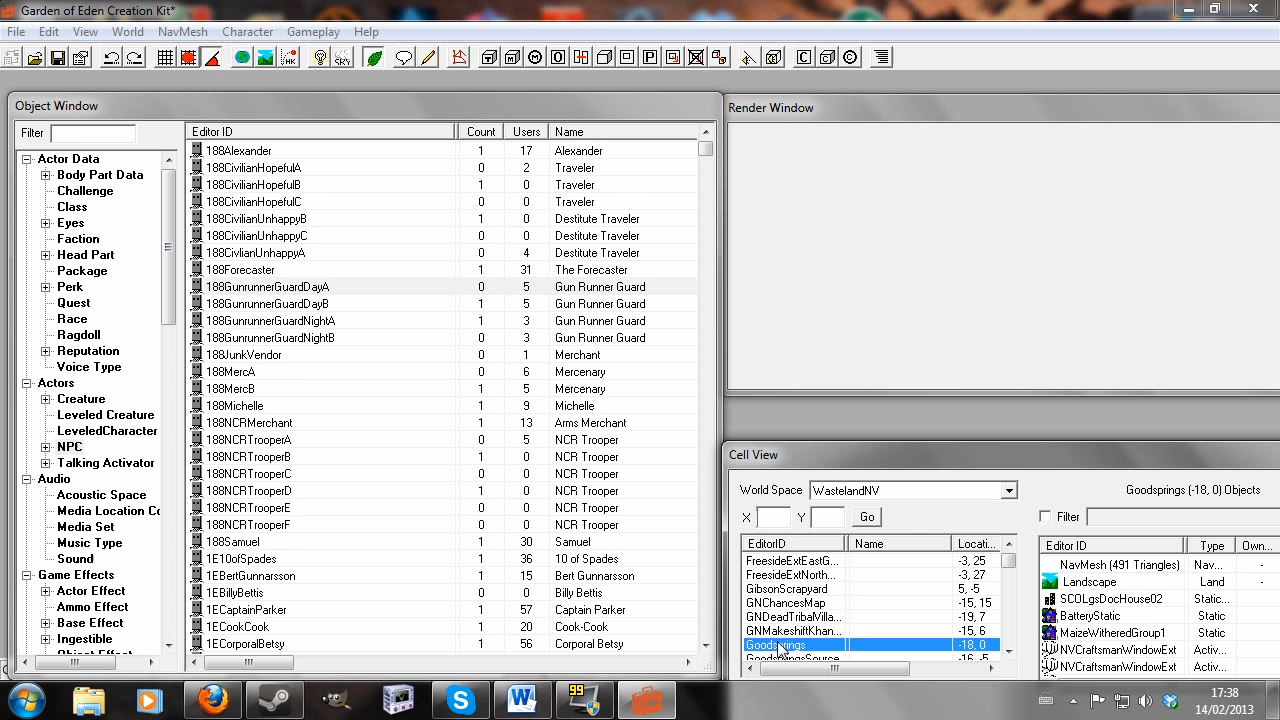 Garden of Eden Creation Kit*
File Edit View World NavMesh Character Gameplay Help
Object Window
Filter
Actor Data
Body Part Data
Challenge
Class
Eyes
Faction
Head Part
Package
Perk
Quest
Race
Ragdoll
Reputation
Voice Type
Actors
Creature
Leveled Creature
LeveledCharacter
NPC
Talking Activator
Audio
Acoustic Space
Media Location Co
Media Set
Music Type
Sound
Game Effects
Actor Effect
Ammo Effect
Base Effect
Ingestible
Object Effect
Editor ID Count Users Name
188Alexander 1 17 Alexander
188CivilianHopefulA 0 2 Traveler
188CivilianHopefulB 1 0 Traveler
188CivilianHopefulC 0 0 Traveler
188CivilianUnhappyB 1 0 Destitute Traveler
188CivilianUnhappyC 0 0 Destitute Traveler
188CivlianUnhappyA 0 4 Destitute Traveler
188Forecaster 1 31 The Forecaster
188GunrunnerGuardDayA 0 5 Gun Runner Guard
188GunrunnerGuardDayB 1 5 Gun Runner Guard
188GunrunnerGuardNightA 1 3 Gun Runner Guard
188GunrunnerGuardNightB 0 3 Gun Runner Guard
188JunkVendor 0 1 Merchant
188MercA 0 6 Mercenary
188MercB 1 5 Mercenary
188Michelle 1 9 Michelle
188NCRMerchant 1 13 Arms Merchant
188NCRTrooperA 0 5 NCR Trooper
188NCRTrooperB 1 0 NCR Trooper
188NCRTrooperC 0 0 NCR Trooper
188NCRTrooperD 1 0 NCR Trooper
188NCRTrooperE 0 0 NCR Trooper
188NCRTrooperF 0 0 NCR Trooper
188Samuel 1 30 Samuel
1E10ofSpades 1 36 10 of Spades
1EBertGunnarsson 1 15 Bert Gunnarsson
1EBillyBettis 0 0 Billy Bettis
1ECaptainParker 1 57 Captain Parker
1ECookCook 1 20 Cook-Cook
1ECorporalBetsy 1 56 Corporal Betsy
Render Window
Cell View
World Space WastelandNV Goodsprings (-18, 0) Objects
X Y Go Filter
EditorID Name Locati...
FreesideExtEastG... -3, 25
FreesideExtNorth... -3, 27
GibsonScrapyard 5, -5
GNChancesMap -15, 15
GNDeadTribalVilla... -19, 7
GNMakeshiftKhan... -15, 6
Goodsprings -18, 0
GoodspringsSource -16, -5
Editor ID Type Own...
NavMesh (491 Triangles) Nav... -
Landscape Land -
SCOLgsDocHouse02 Static...
BatteryStatic Static
MaizeWitheredGroup1 Static
NVCraftsmanWindowExt Activ...
NVCraftsmanWindowExt Activ...
99
17:38
14/02/2013